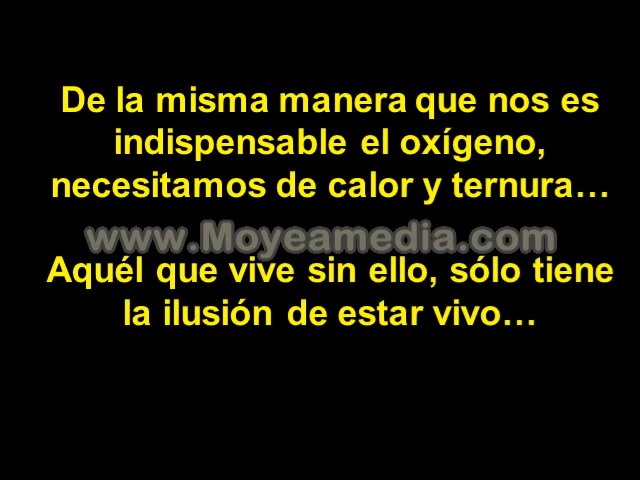 De la misma manera que nos es
indispensable el oxígeno,
necesitamos de calor y ternura…
www.Moyeamedia.com
Aquél que vive sin ello, sólo tiene
la ilusión de estar vivo…